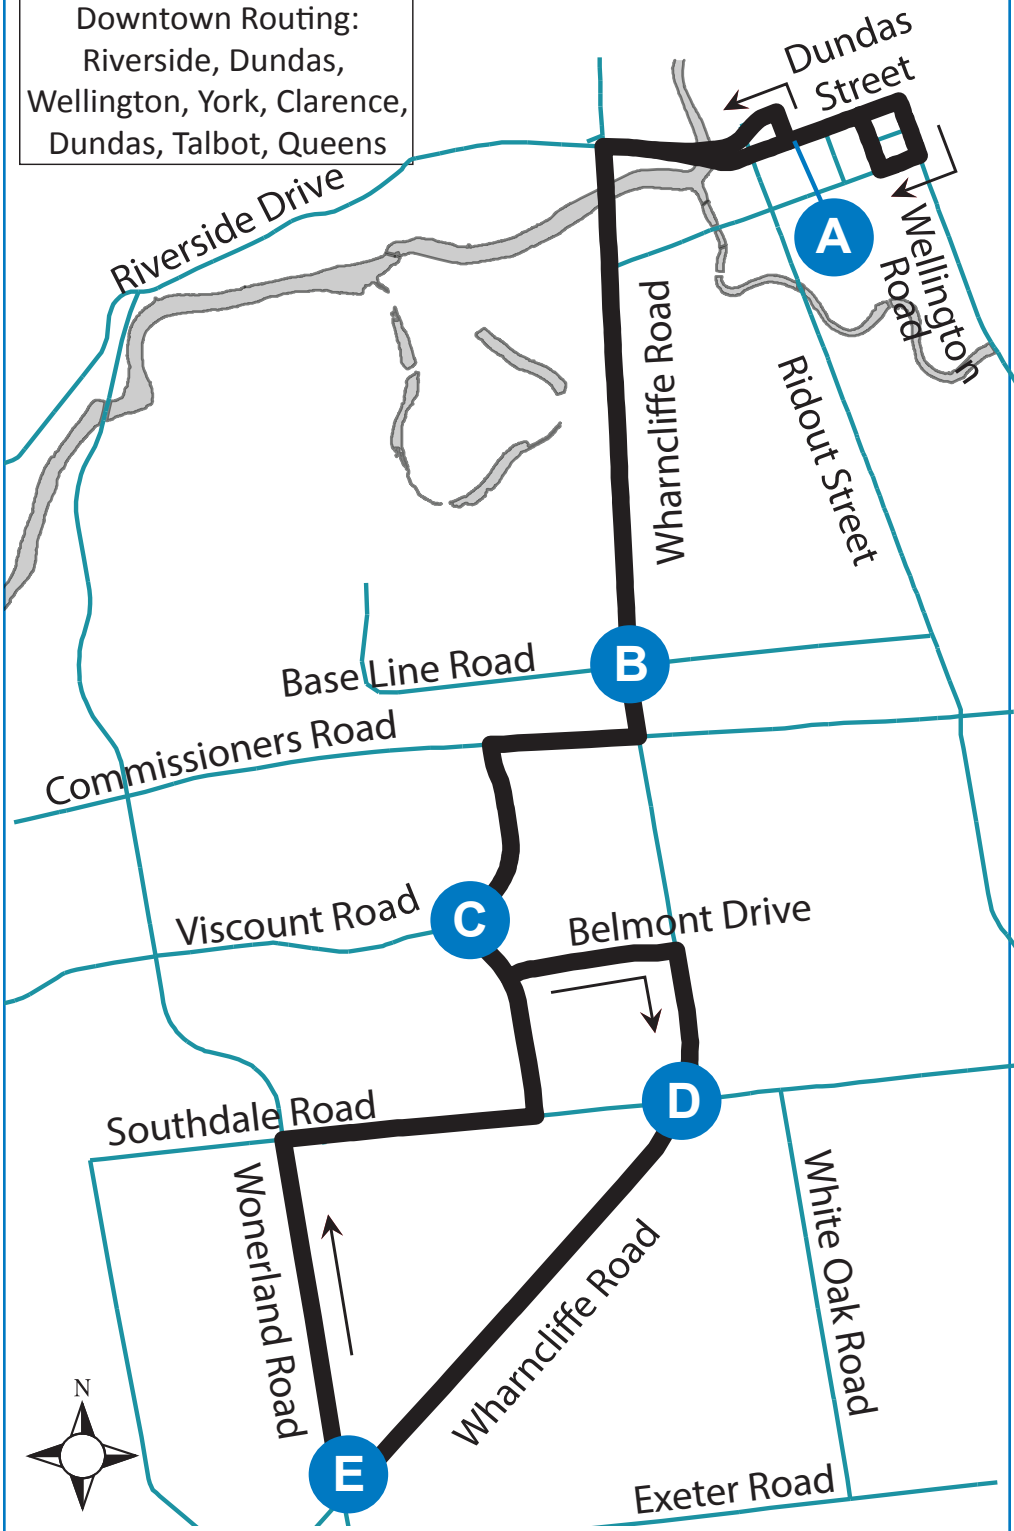 Downtown Routing:
Riverside, Dundas,
Wellington, York, Clarence,
Dundas, Talbot, Queens
Dundas
Street
Riverside Drive
A
Wellington
Road
Wharncliffe Road
Ridout Street
B
Base Line Road
Commissioners Road
C
Viscount Road
Belmont Drive
D
Southdale Road
Wonerland Road
White Oak Road
Wharncliffe Road
N
E
Exeter Road